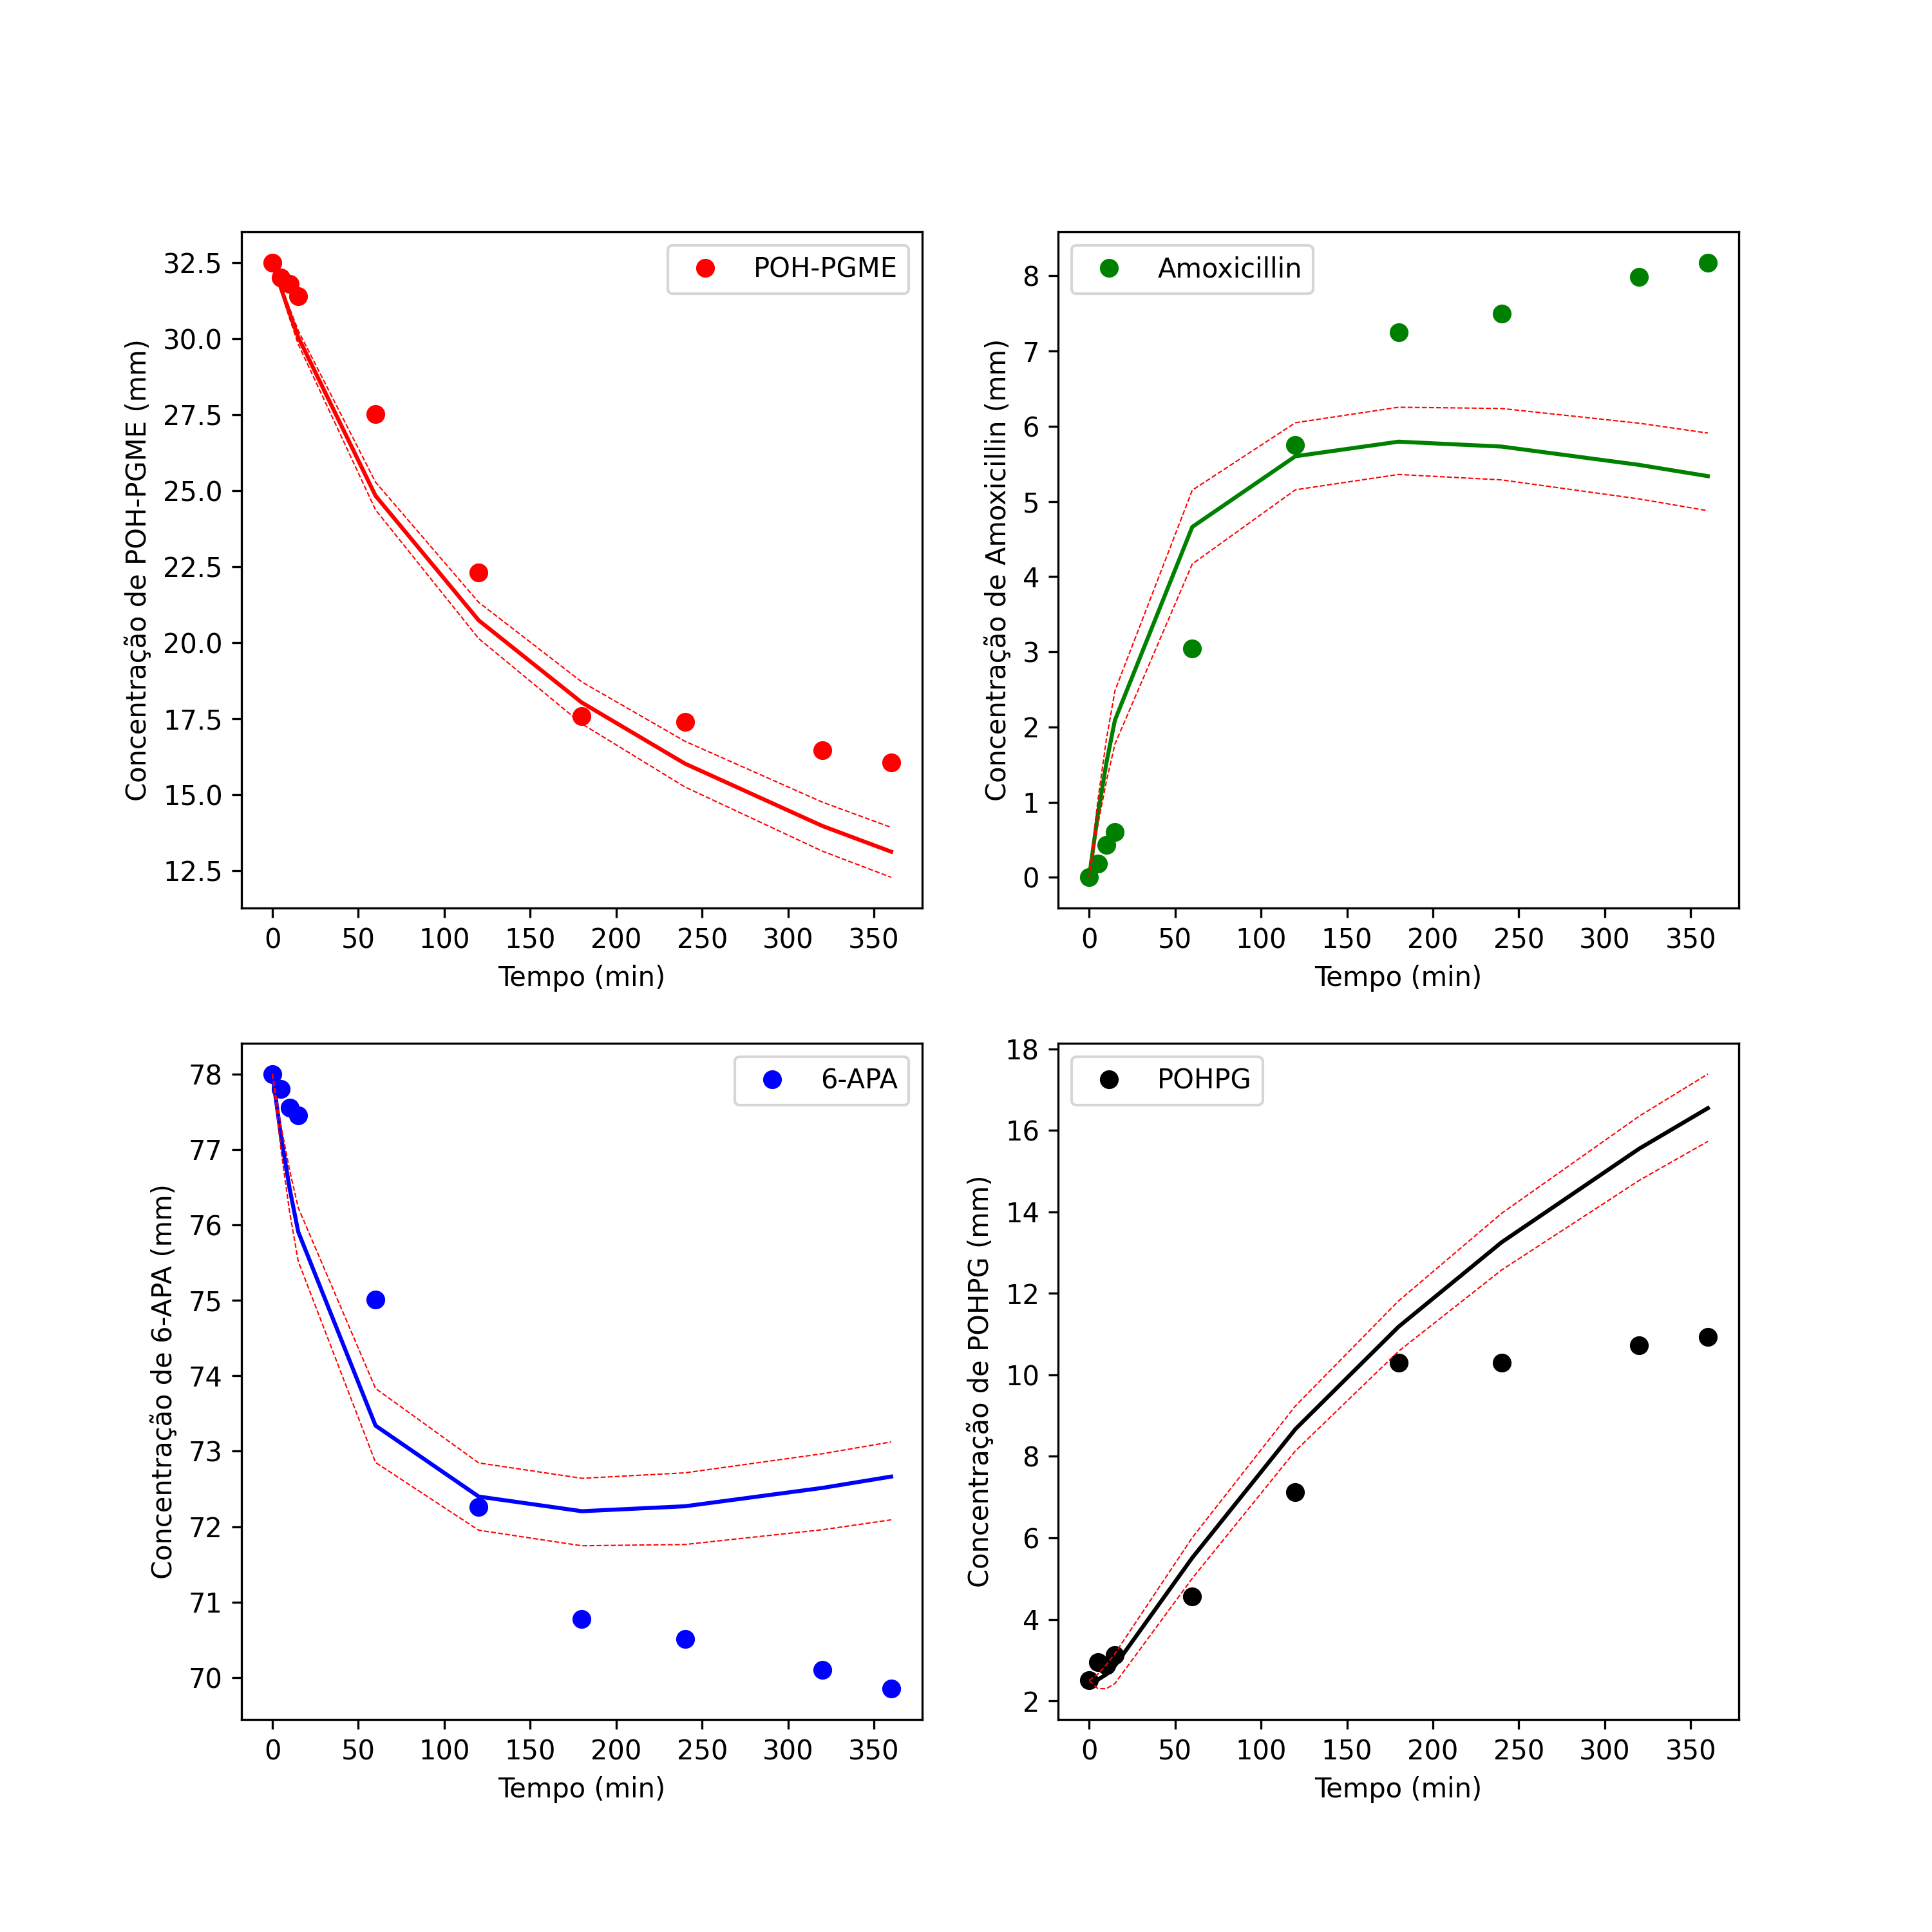 POH-PGME
32.5
30.0
27.5
25.0
22.5
20.0
17.5
15.0
12.5
Concentração de POH-PGME (mm)
0 50 100 150 200 250 300 350
Tempo (min)
Amoxicillin
8
7
6
5
4
3
2
1
0
Concentração de Amoxicillin (mm)
0 50 100 150 200 250 300 350
Tempo (min)
6-APA
78
77
76
75
74
73
72
71
70
Concentração de 6-APA (mm)
0 50 100 150 200 250 300 350
Tempo (min)
POHPG
18
16
14
12
10
8
6
4
2
Concentração de POHPG (mm)
0 50 100 150 200 250 300 350
Tempo (min)